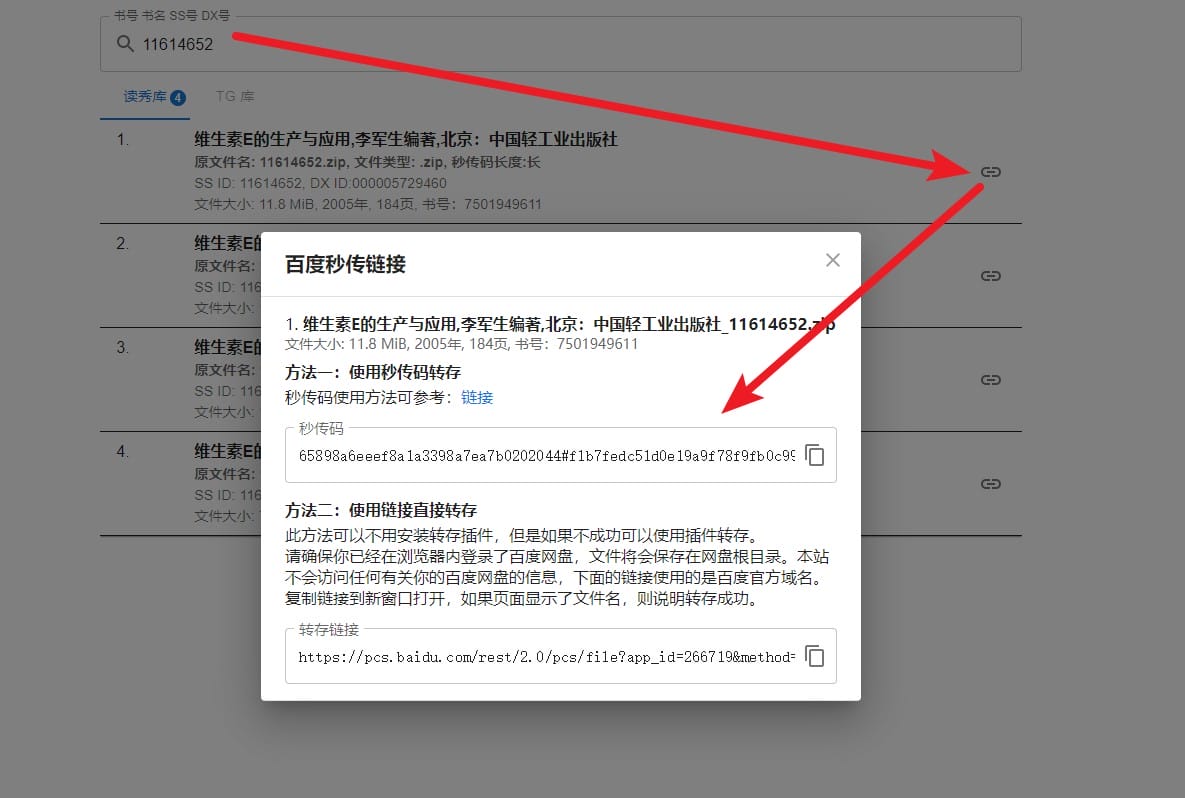 书号 书名 SS号 DX号
11614652
读秀库 4 TG 库
1. 维生素E的生产与应用,李军生编著,北京：中国轻工业出版社
原文件名: 11614652.zip, 文件类型: .zip, 秒传码长度:长
SS ID: 11614652, DX ID:000005729460
文件大小: 11.8 MiB, 2005年, 184页, 书号：7501949611
2. 维生素E的
原文件名:
SS ID: 116
文件大小:
3. 维生素E的
原文件名:
SS ID: 116
文件大小:
4. 维生素E的
原文件名:
SS ID: 116
文件大小:
百度秒传链接
1. 维生素E的生产与应用,李军生编著,北京：中国轻工业出版社_11614652.zip
文件大小: 11.8 MiB, 2005年, 184页, 书号：7501949611
方法一：使用秒传码转存
秒传码使用方法可参考：链接
秒传码
65898a6eeef8a1a3398a7ea7b0202044#f1b7fedc51d0e19a9f78f9fb0c99
方法二：使用链接直接转存
此方法可以不用安装转存插件，但是如果不成功可以使用插件转存。
请确保你已经在浏览器内登录了百度网盘，文件将会保存在网盘根目录。本站
不会访问任何有关你的百度网盘的信息，下面的链接使用的是百度官方域名。
复制链接到新窗口打开，如果页面显示了文件名，则说明转存成功。
转存链接
https://pcs.baidu.com/rest/2.0/pcs/file?app_id=266719&method=